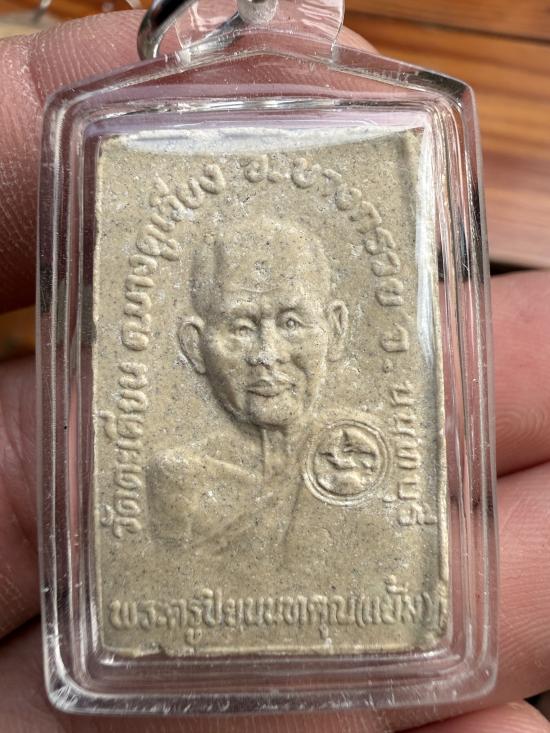 วัดตะเคียน ต.บางคูเวียง อ.บางกรวย จ.นนทบุรี
พระครูปิยนนทคุณ(แย้ม)